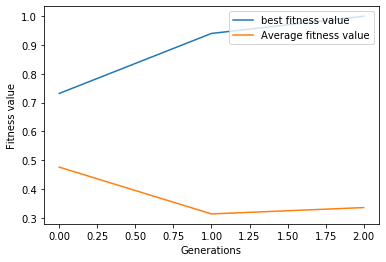 best fitness value
Average fitness value
1.0
0.9
0.8
0.7
0.6
0.5
0.4
0.3
Fitness value
0.00 0.25 0.50 0.75 1.00 1.25 1.50 1.75 2.00
Generations